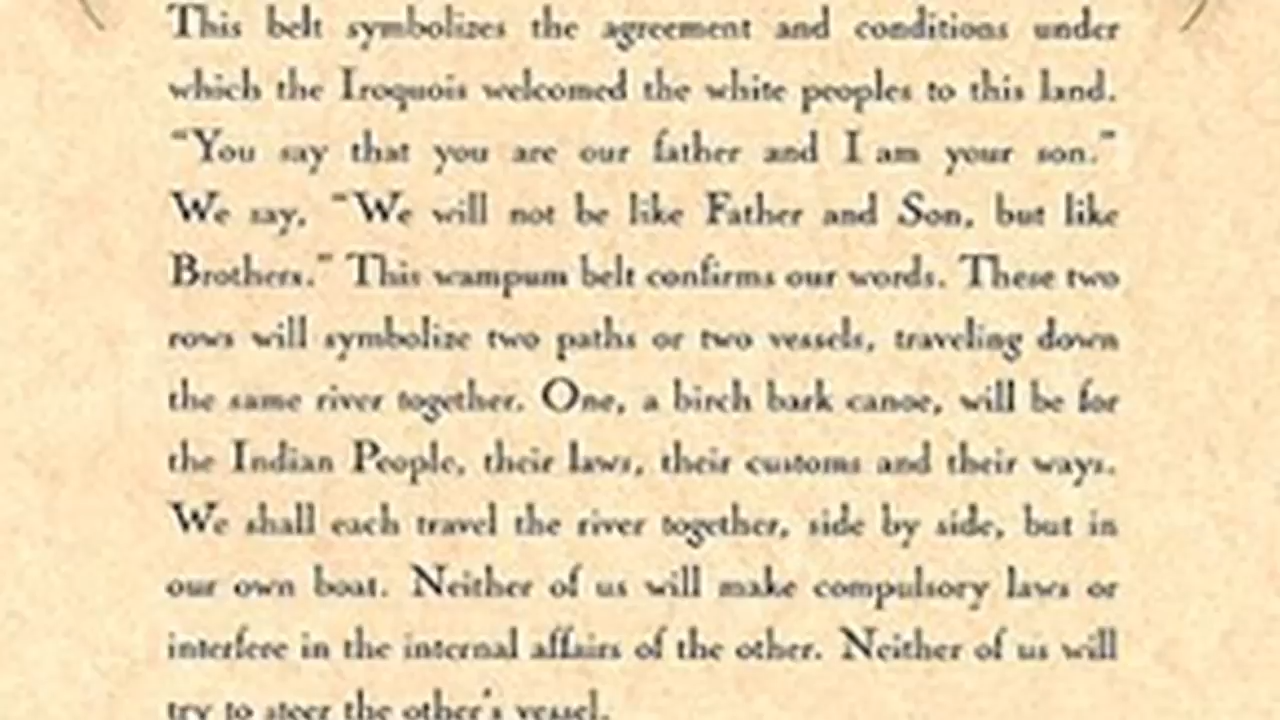 This belt symbolizes the agreement and conditions under
which the Iroquois welcomed the white peoples to this land.
"You say that you are our father and I am your son."
We say, "We will not be like Father and Son, but like
Brothers." This wampum belt confirms our words. These two
rows will symbolize two paths or two vessels, traveling down
the same river together. One, a birch bark canoe, will be for
the Indian People, their laws, their customs and their ways.
We shall each travel the river together, side by side, but in
our own boat. Neither of us will make compulsory laws or
interfere in the internal affairs of the other. Neither of us will
try to steer the other's vessel.